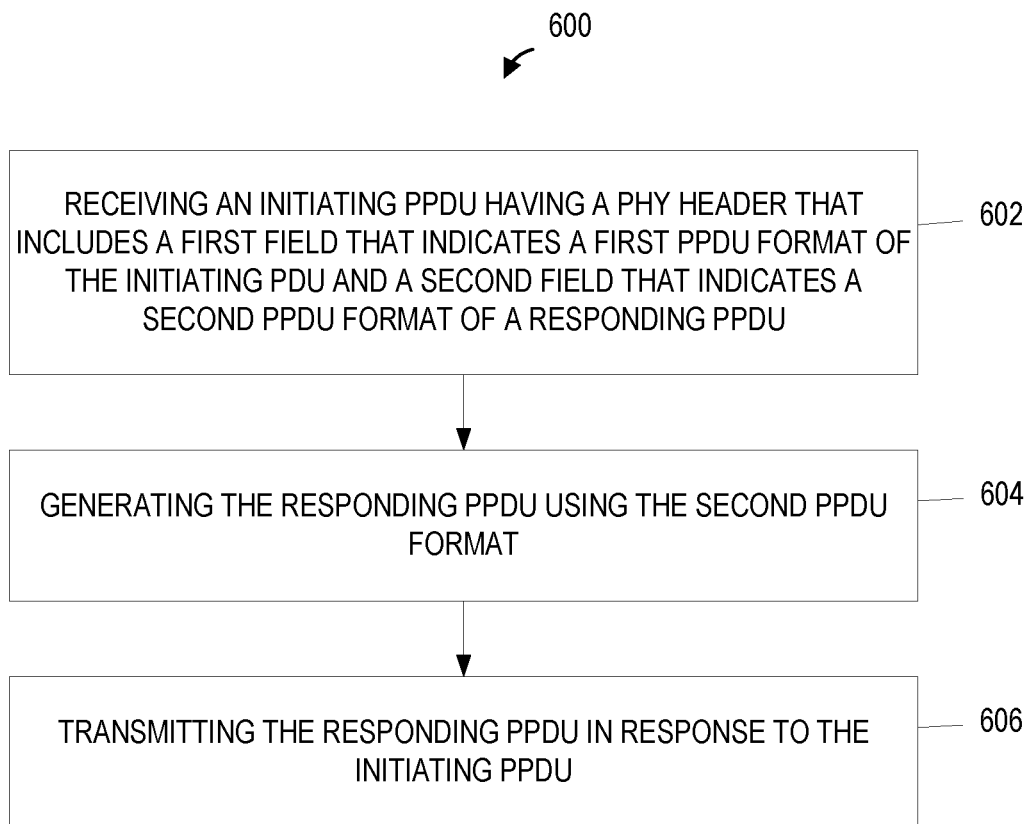 600
RECEIVING AN INITIATING PPDU HAVING A PHY HEADER THAT
INCLUDES A FIRST FIELD THAT INDICATES A FIRST PPDU FORMAT OF
THE INITIATING PDU AND A SECOND FIELD THAT INDICATES A
SECOND PPDU FORMAT OF A RESPONDING PPDU
602
GENERATING THE RESPONDING PPDU USING THE SECOND PPDU
FORMAT
604
TRANSMITTING THE RESPONDING PPDU IN RESPONSE TO THE
INITIATING PPDU
606